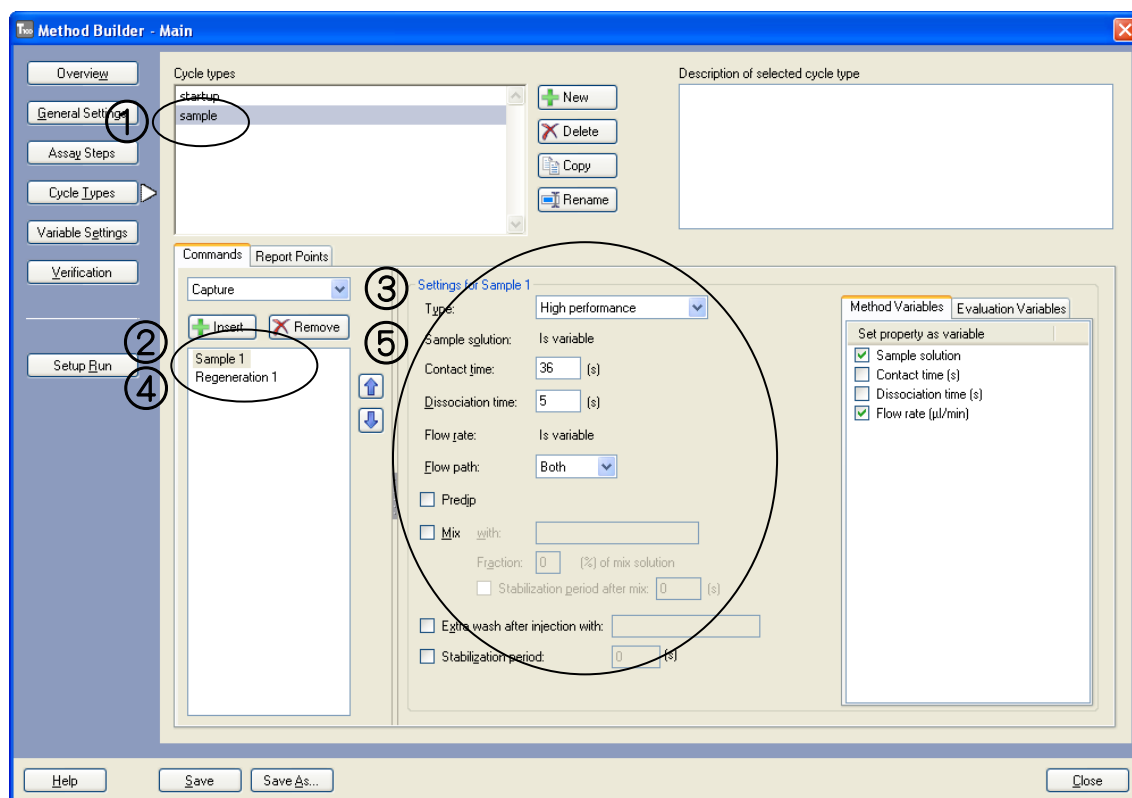 T100 Method Builder - Main
Overview
General Settings
①
Assay Steps
Cycle Types
Variable Settings
Verification
Setup Run
Cycle types
startup
sample
New
Delete
Copy
Rename
Description of selected cycle type
Commands
Report Points
Capture
Insert
Remove
②
④
Sample 1
Regeneration 1
③
⑤
Settings for Sample 1
Type: High performance
Sample solution: Is variable
Contact time: 36 (s)
Dissociation time: 5 (s)
Flow rate: Is variable
Flow path: Both
Predip
Mix with:
Fraction: 0 (%) of mix solution
Stabilization period after mix: 0 (s)
Extra wash after injection with:
Stabilization period: 0 (s)
Method Variables
Evaluation Variables
Set property as variable
Sample solution
Contact time (s)
Dissociation time (s)
Flow rate (µl/min)
Help
Save
Save As...
Close